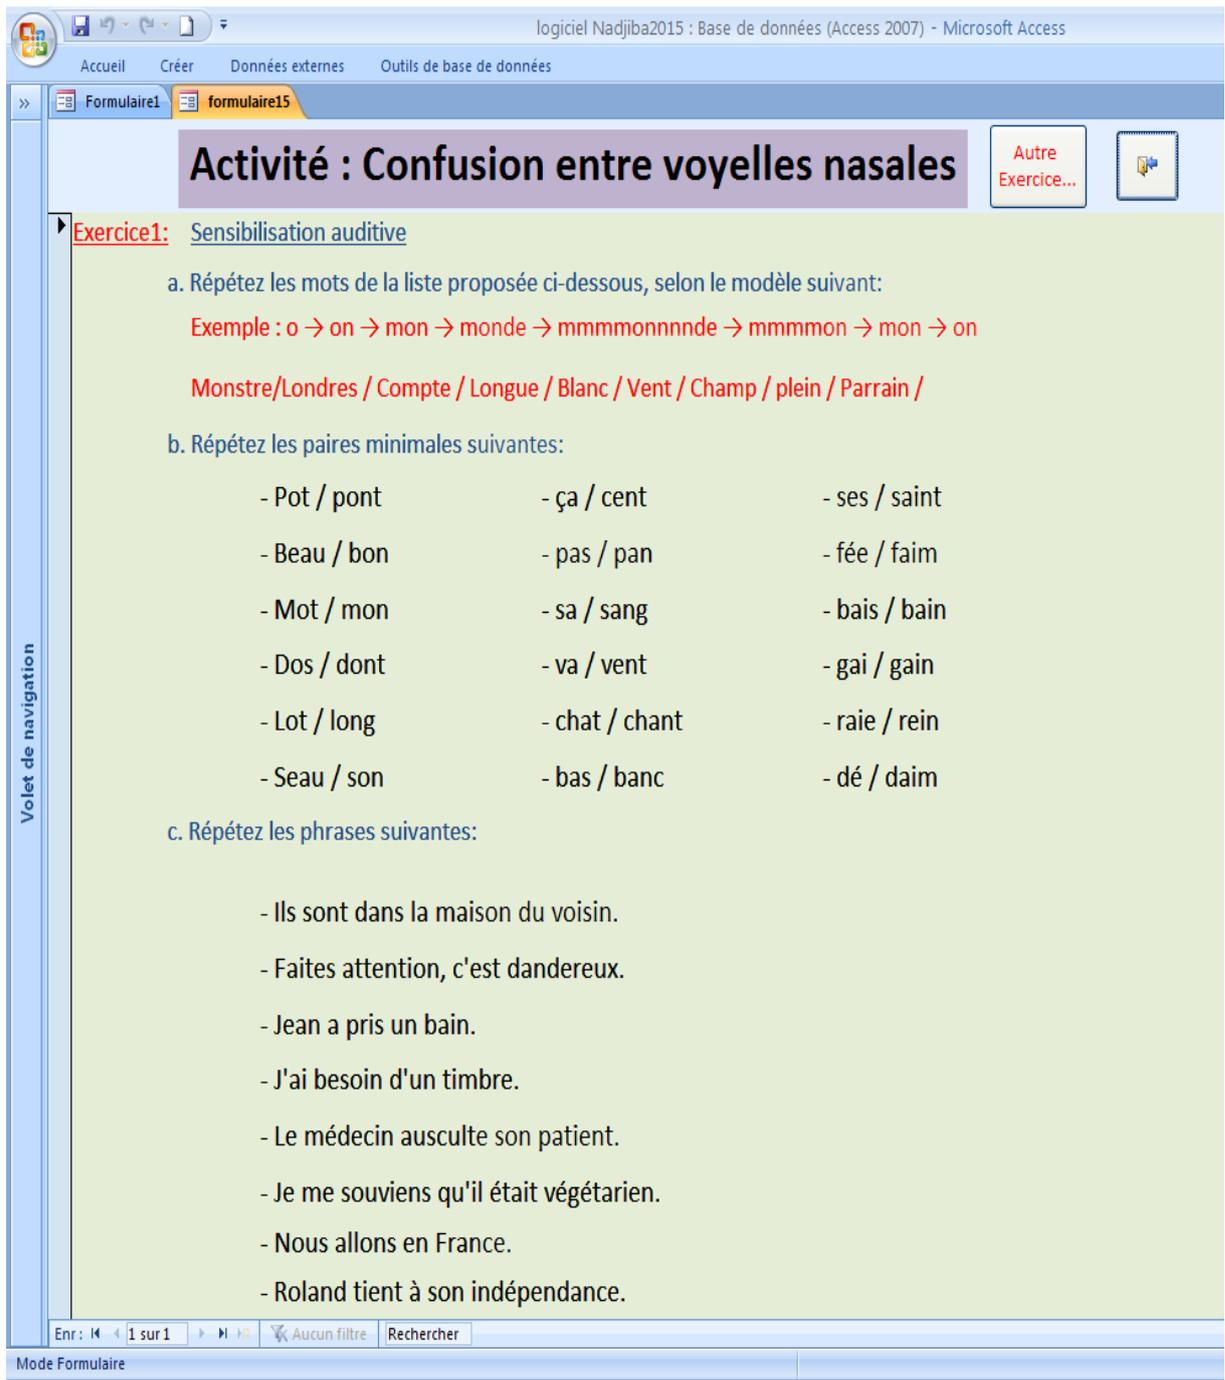 logiciel Nadjiba2015 : Base de données (Access 2007) - Microsoft Access
Accueil Créer Données externes Outils de base de données
» Formulaire1 formulaire15
Activité : Confusion entre voyelles nasales
Autre
Exercice...
Exercice1: Sensibilisation auditive
a. Répétez les mots de la liste proposée ci-dessous, selon le modèle suivant:
Exemple : o → on → mon → monde → mmmmonnnnde → mmmmon → mon → on
Monstre/Londres / Compte / Longue / Blanc / Vent / Champ / plein / Parrain /
b. Répétez les paires minimales suivantes:
- Pot / pont - ça / cent - ses / saint
- Beau / bon - pas / pan - fée / faim
- Mot / mon - sa / sang - bais / bain
- Dos / dont - va / vent - gai / gain
- Lot / long - chat / chant - raie / rein
- Seau / son - bas / banc - dé / daim
Volet de navigation
c. Répétez les phrases suivantes:
- Ils sont dans la maison du voisin.
- Faites attention, c'est dandereux.
- Jean a pris un bain.
- J'ai besoin d'un timbre.
- Le médecin ausculte son patient.
- Je me souviens qu'il était végétarien.
- Nous allons en France.
- Roland tient à son indépendance.
Enr : 1 sur 1 Aucun filtre Rechercher
Mode Formulaire